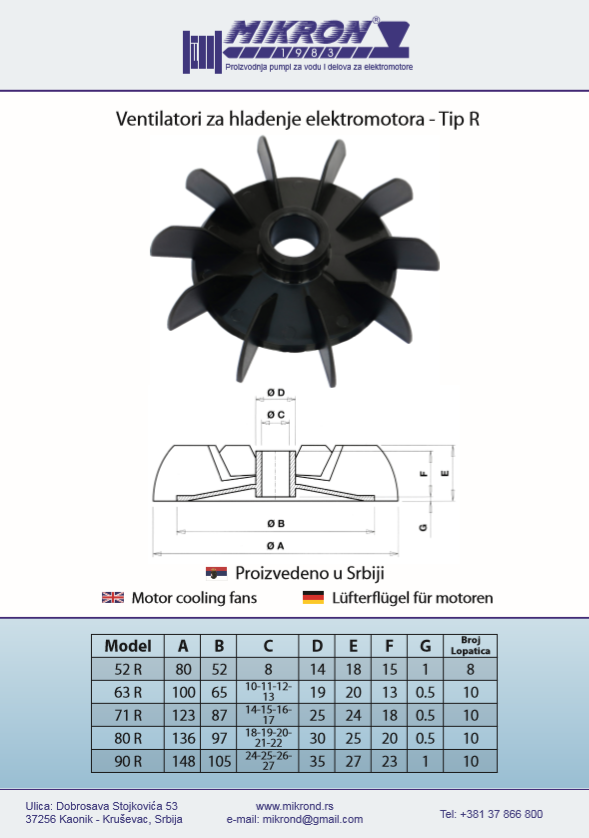 MIKRON®
1983
Proizvodnja pumpi za vodu I delova za elektromotore
Ventilatori za hladenje elektromotora - Tip R
Ø D
Ø C
F
E
G
Ø B
Ø A
Proizvedeno u Srbiji
Motor cooling fans
Lüfterflügel für motoren
Model A B C D E F G Broj Lopatica
52 R 80 52 8 14 18 15 1 8
63 R 100 65 10-11-12-13 19 20 13 0.5 10
71 R 123 87 14-15-16-17 25 24 18 0.5 10
80 R 136 97 18-19-20-21-22 30 25 20 0.5 10
90 R 148 105 24-25-26-27 35 27 23 1 10
Ulica: Dobrosava Stojkovića 53
37256 Kaonik - Kruševac, Srbija
www.mikrond.rs
e-mail: mikrond@gmail.com
Tel: +381 37 866 800